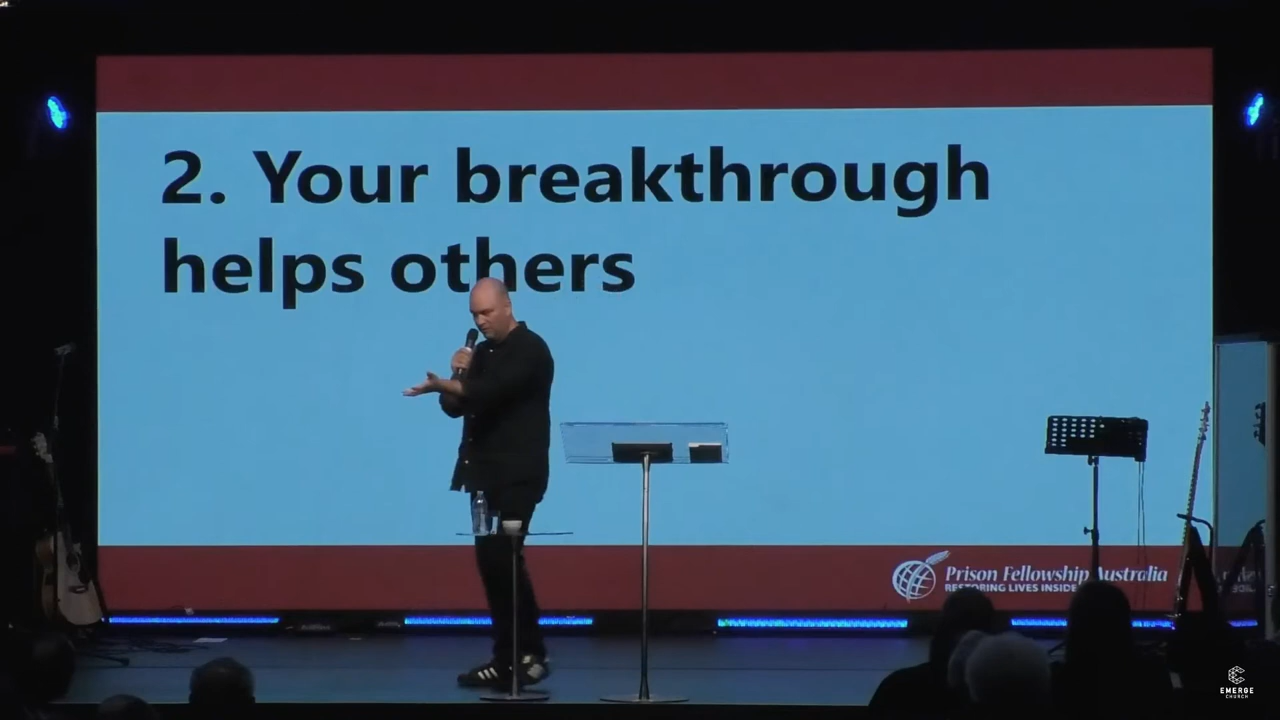 2. Your breakthrough
helps others
Prison Fellowship Australia
RESTORING LIVES INSIDE
EMERGE
CHURCH